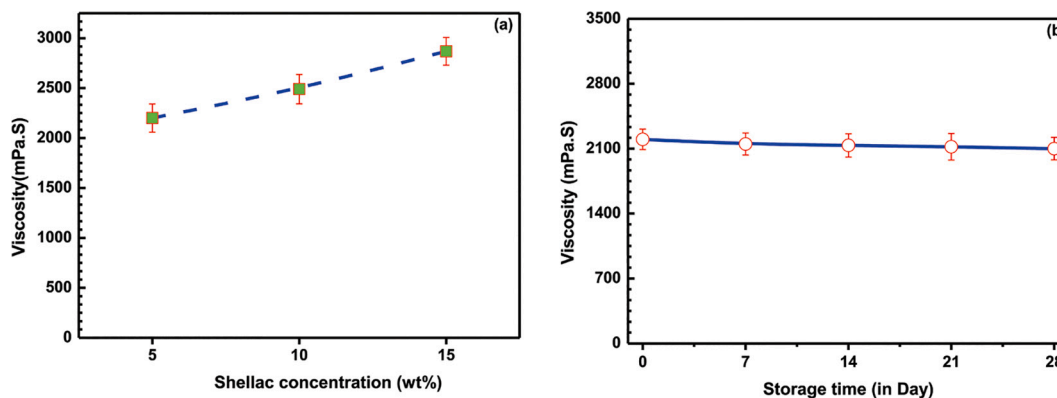 (a)
3000
2500
2000
1500
1000
500
0
5 10 15
Viscosity(mPa.S)
Shellac concentration (wt%)
(b
3500
2800
2100
1400
700
0
0 7 14 21 28
Viscosity (mPa.S)
Storage time (in Day)